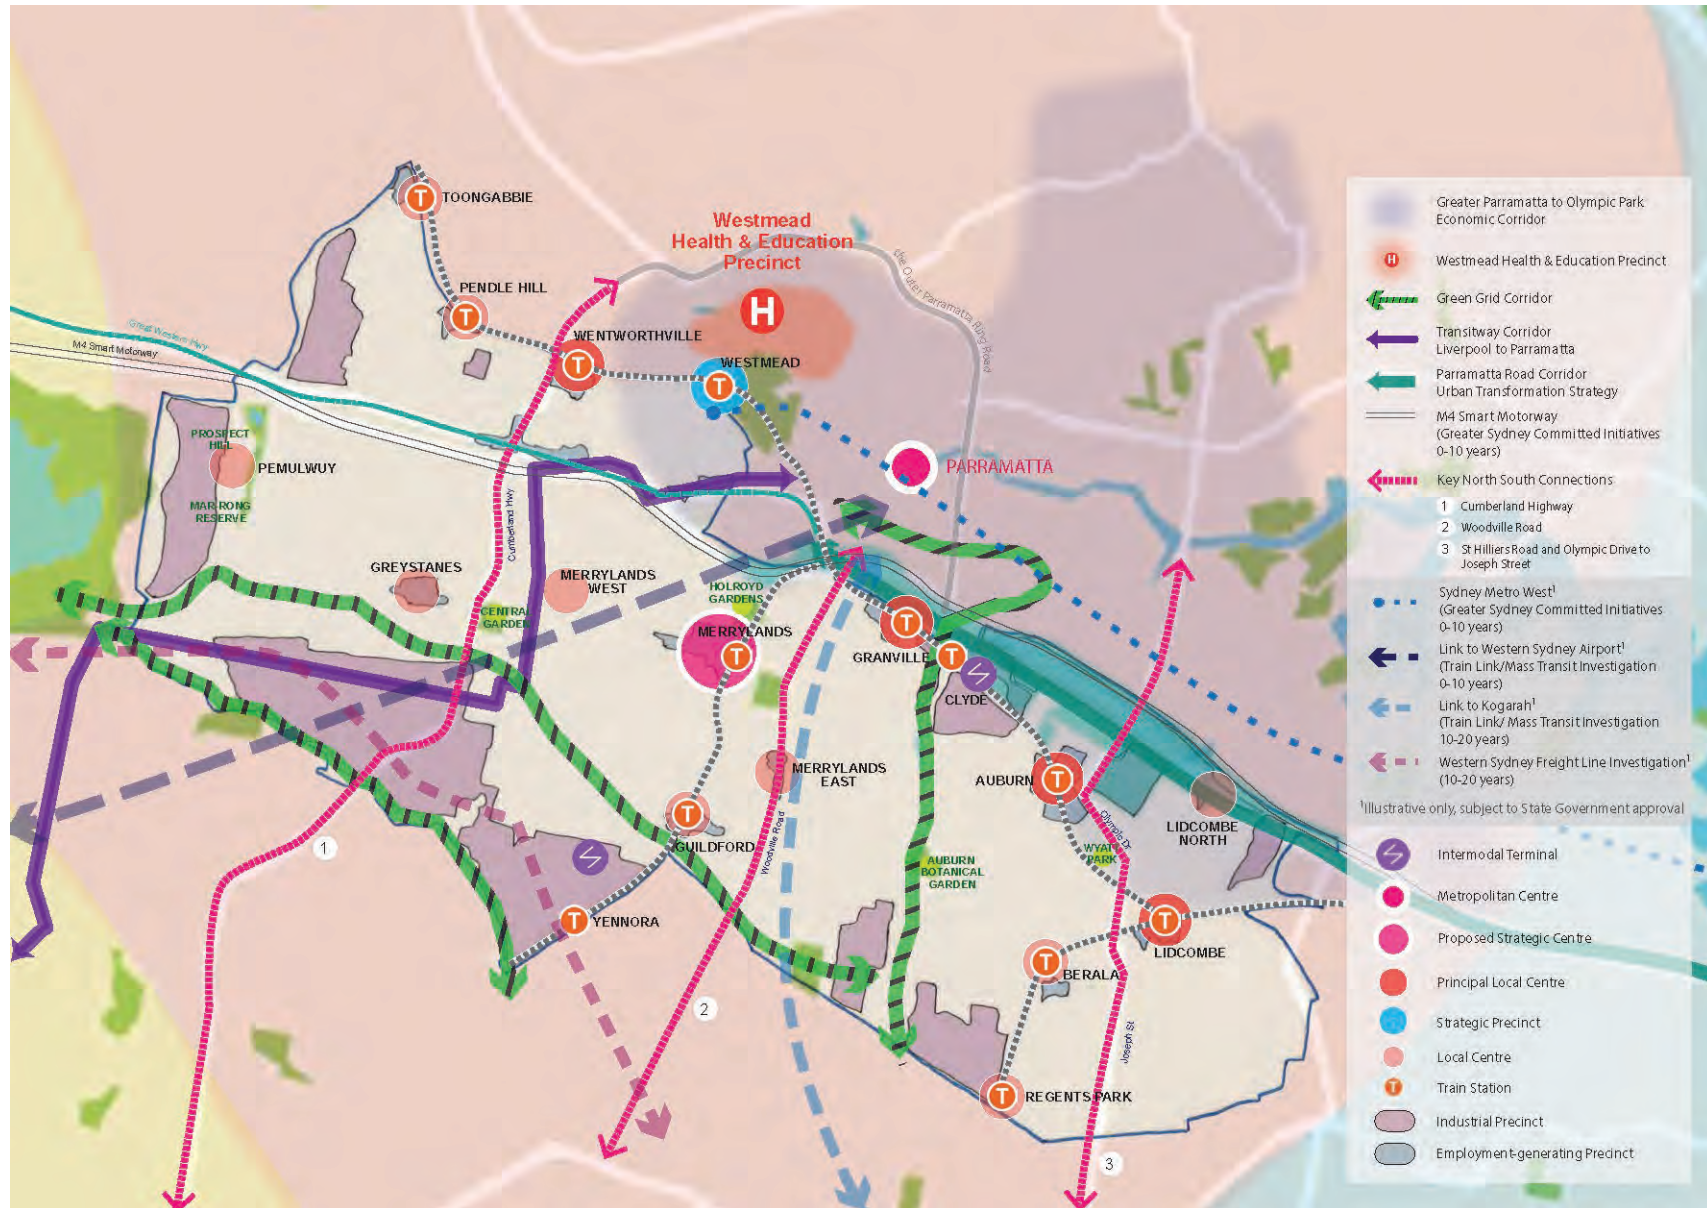 TOONGABBIE
Westmead
Health & Education
Precinct
PENDLE HILL
the Outer Parramatta Ring Road
H
WENTWORTHVILLE
WESTMEAD
Great Western Hwy
M4 Smart Motorway
PROSPECT
HILL
PEMULWUY
MAR-RONG
RESERVE
PARRAMATTA
Cumberland Hwy
GREYSTANES
MERRYLANDS
WEST
CENTRAL
GARDEN
HOLROYD
GARDENS
MERRYLANDS
GRANVILLE
CLYDE
MERRYLANDS
EAST
AUBURN
Olympic Dr
LIDCOMBE
NORTH
Woodville Road
GUILDFORD
AUBURN
BOTANICAL
GARDEN
PARK
YENNORA
LIDCOMBE
BERALA
Joseph St
REGENTS PARK
1
2
3
T
T
T
T
T
T
T
T
T
T
T
T
T
Greater Parramatta to Olympic Park
Economic Corridor
H
Westmead Health & Education Precinct
Green Grid Corridor
Transitway Corridor
Liverpool to Parramatta
Parramatta Road Corridor
Urban Transformation Strategy
M4 Smart Motorway
(Greater Sydney Committed Initiatives
0-10 years)
Key North South Connections
1 Cumberland Highway
2 Woodville Road
3 St Hilliers Road and Olympic Drive to
Joseph Street
Sydney Metro West¹
(Greater Sydney Committed Initiatives
0-10 years)
Link to Western Sydney Airport¹
(Train Link/Mass Transit Investigation
0-10 years)
Link to Kogarah¹
(Train Link/ Mass Transit Investigation
10-20 years)
Western Sydney Freight Line Investigation¹
(10-20 years)
¹Illustrative only, subject to State Government approval
Intermodal Terminal
Metropolitan Centre
Proposed Strategic Centre
Principal Local Centre
Strategic Precinct
Local Centre
T
Train Station
Industrial Precinct
Employment-generating Precinct